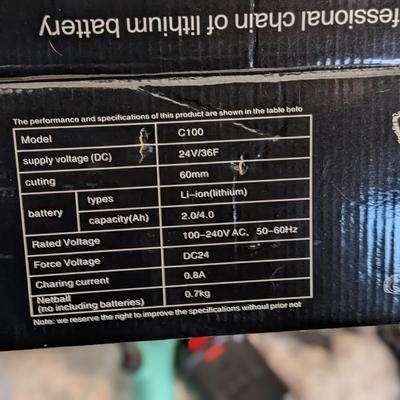 fessional chain of lithium battery
The performance and specifications of this product are shown in the table belo
Model C100
supply voltage (DC) 24V/36F
cuting 60mm
battery types Li-ion(lithium)
capacity(Ah) 2.0/4.0
Rated Voltage 100-240V AC, 50-60Hz
Force Voltage DC24
Charing current 0.8A
Netball
(no including batteries) 0.7kg
Note: we reserve the right to improve the specifications without prior not